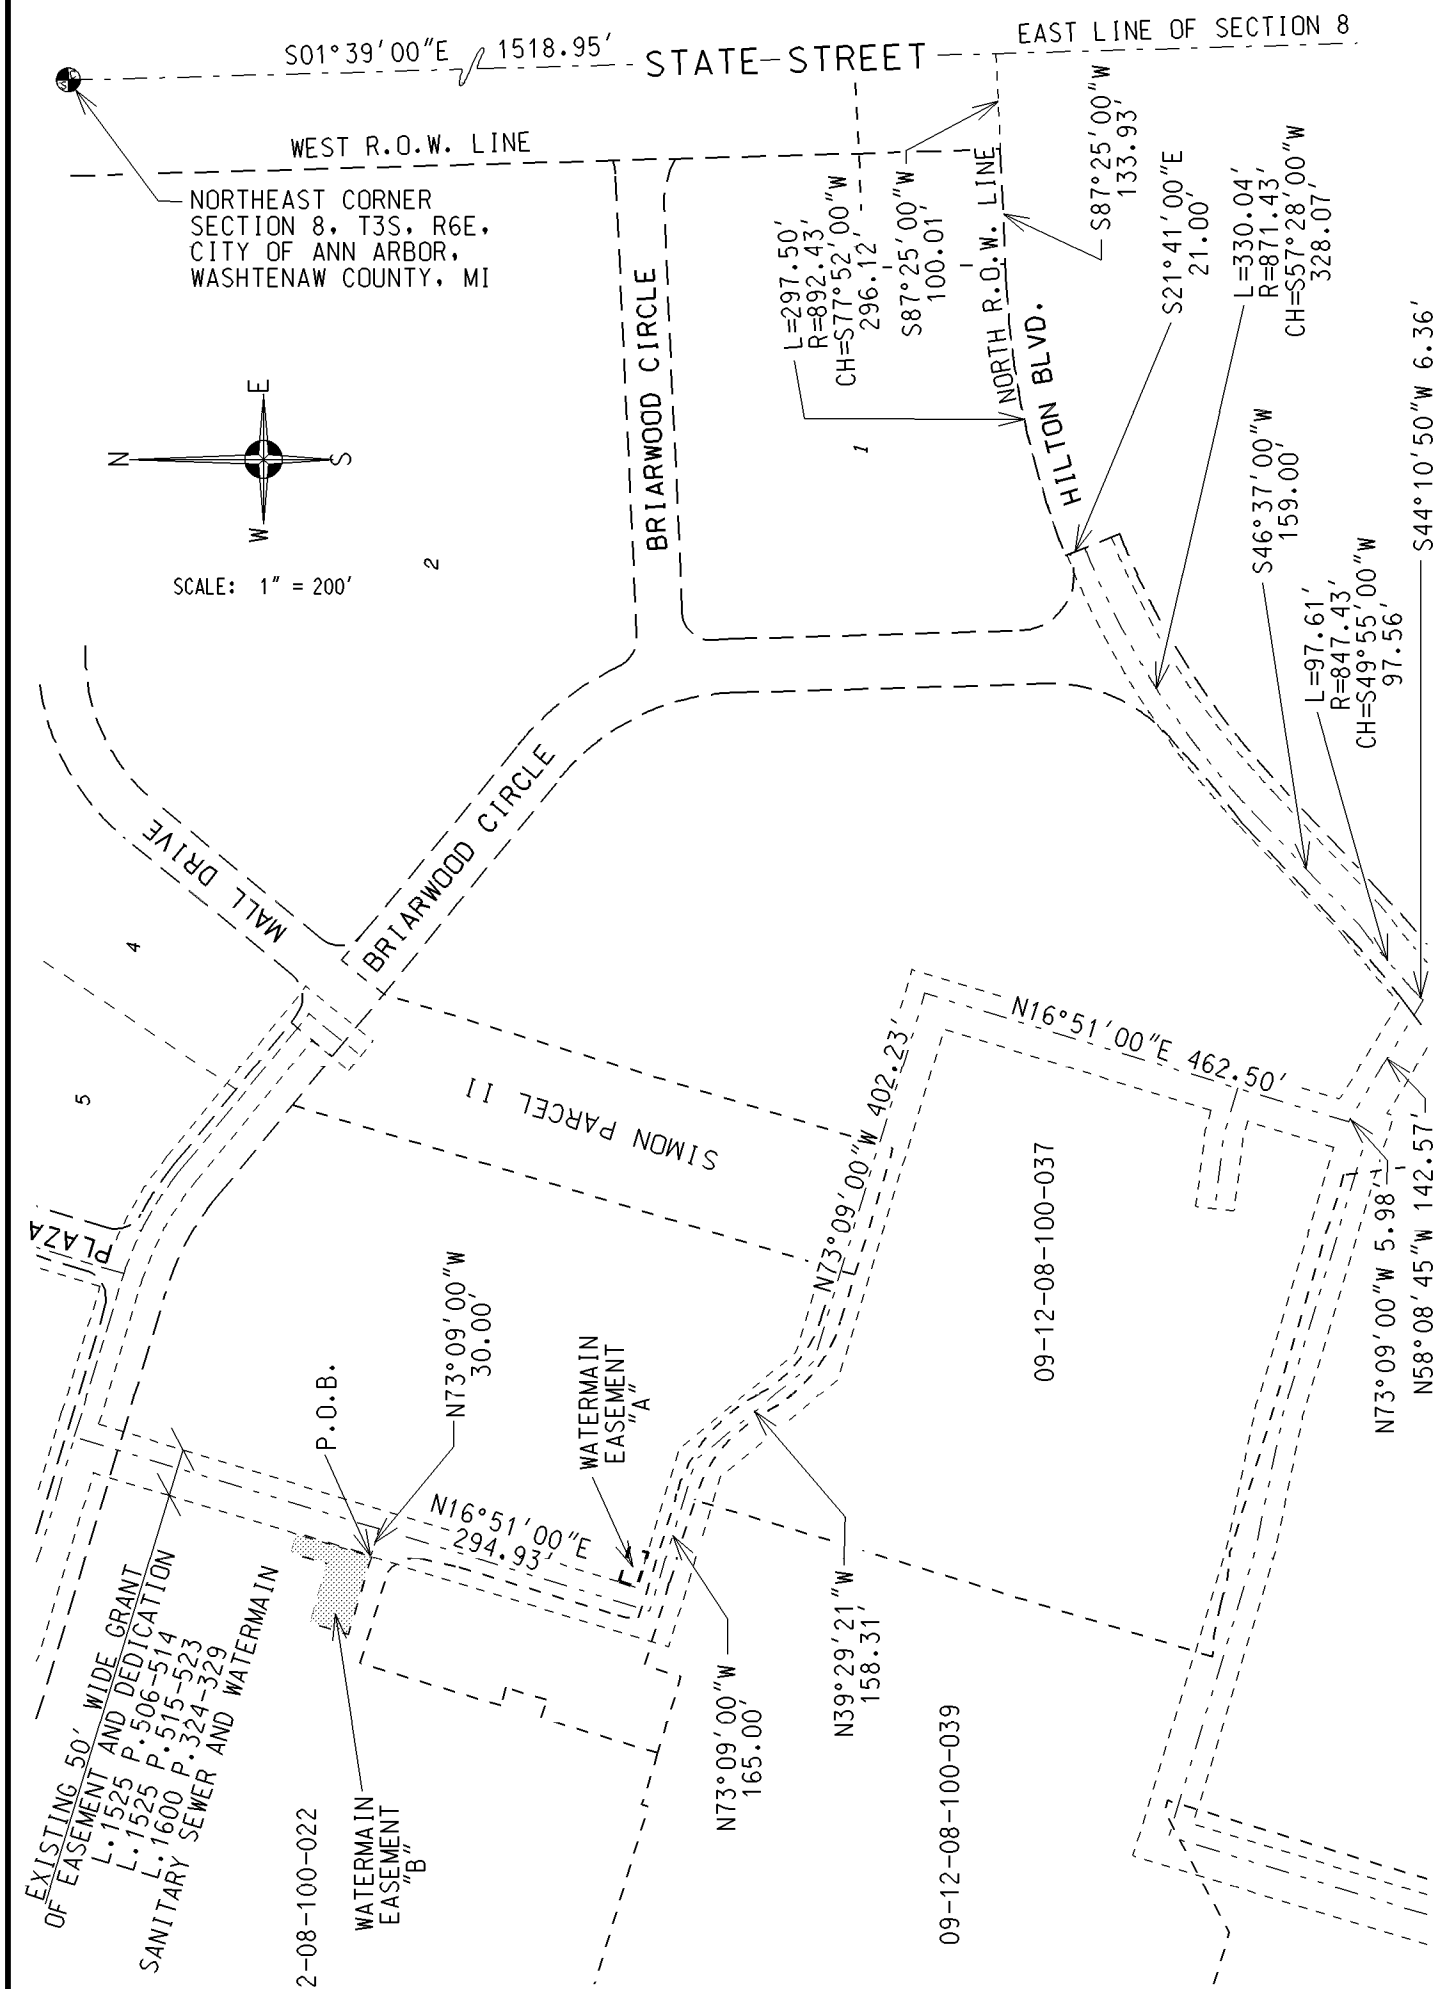 S01°39'00"E 1518.95'
STATE STREET
EAST LINE OF SECTION 8
WEST R.O.W. LINE
NORTHEAST CORNER
SECTION 8, T3S, R6E,
CITY OF ANN ARBOR,
WASHTENAW COUNTY, MI
N
E
S
W
SCALE: 1" = 200'
2
BRIARWOOD CIRCLE
BRIARWOOD CIRCLE
L=297.50'
R=892.43'
CH=S77°52'00"W
296.12'
S87°25'00"W
100.01'
NORTH R.O.W. LINE
S87°25'00"W
133.93'
1
HILTON BLVD.
S21°41'00"E
21.00'
L=330.04'
R=871.43'
CH=S57°28'00"W
328.07'
S46°37'00"W
159.00'
L=97.61'
R=847.43'
CH=S49°55'00"W
97.56'
S44°10'50"W 6.36'
MALL DRIVE
BRIARWOOD CIRCLE
4
5
PLAZA
SIMON PARCEL II
N73°09'00"W 402.23'
N16°51'00"E 462.50'
09-12-08-100-037
N73°09'00"W 5.98'
N58°08'45"W 142.57'
P.O.B.
N73°09'00"W
30.00'
WATERMAIN
EASEMENT
"A"
N16°51'00"E
294.93'
N39°29'21"W
158.31'
N73°09'00"W
165.00'
EXISTING 50' WIDE GRANT
OF EASEMENT AND DEDICATION
L.1525 P.506-514
L.1525 P.515-523
L.1600 P.324-329
SANITARY SEWER AND WATERMAIN
2-08-100-022
WATERMAIN
EASEMENT
"B"
09-12-08-100-039